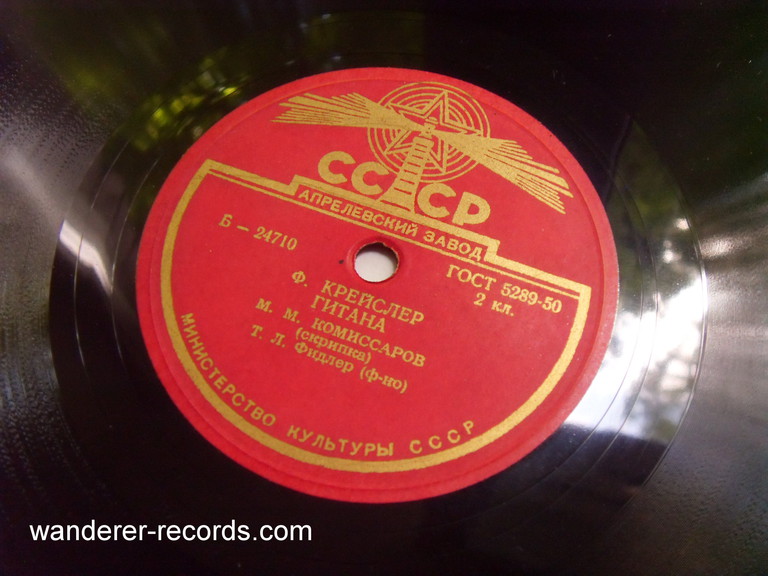 СССР
АПРЕЛЕВСКИЙ ЗАВОД
Б – 24710
ГОСТ 5289-50
2 кл.
Ф. КРЕЙСЛЕР
ГИТАНА
М. М. КОМИССАРОВ
(скрипка)
Т. Л. Фидлер (ф-но)
МИНИСТЕРСТВО КУЛЬТУРЫ СССР
wanderer-records.com